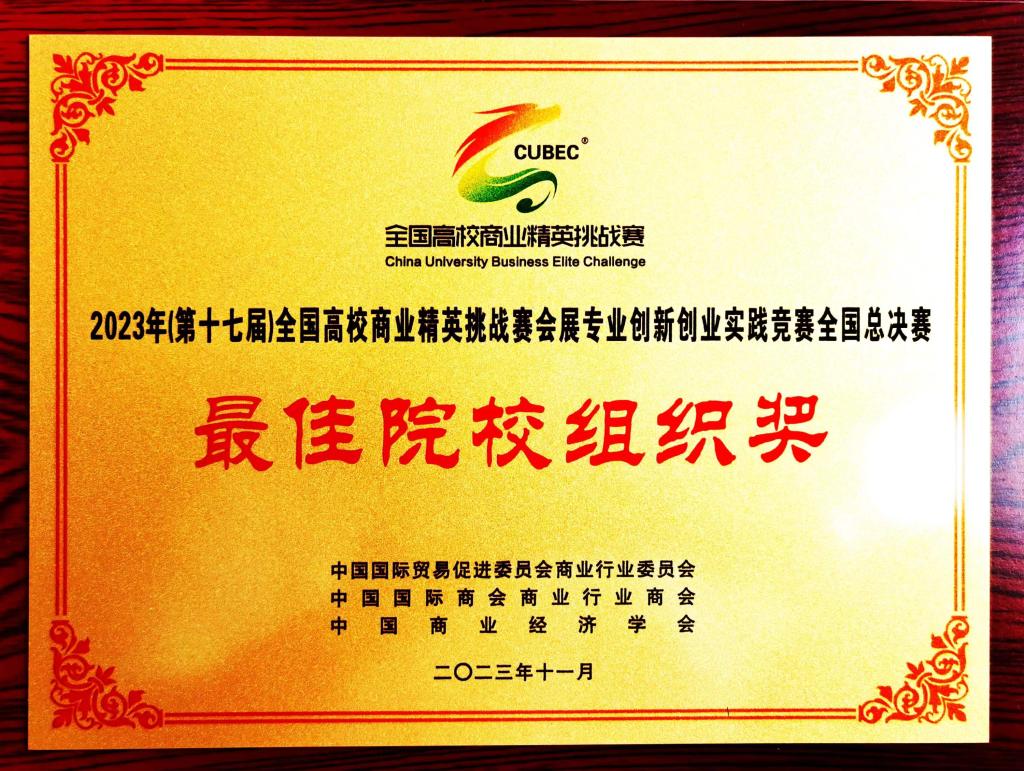 CUBEC®
全国高校商业精英挑战赛
China University Business Elite Challenge
2023年(第十七届)全国高校商业精英挑战赛会展专业创新创业实践竞赛全国总决赛
最佳院校组织奖
中国国际贸易促进委员会商业行业委员会
中国国际商会商业行业商会
中国商业经济学会
二〇二三年十一月